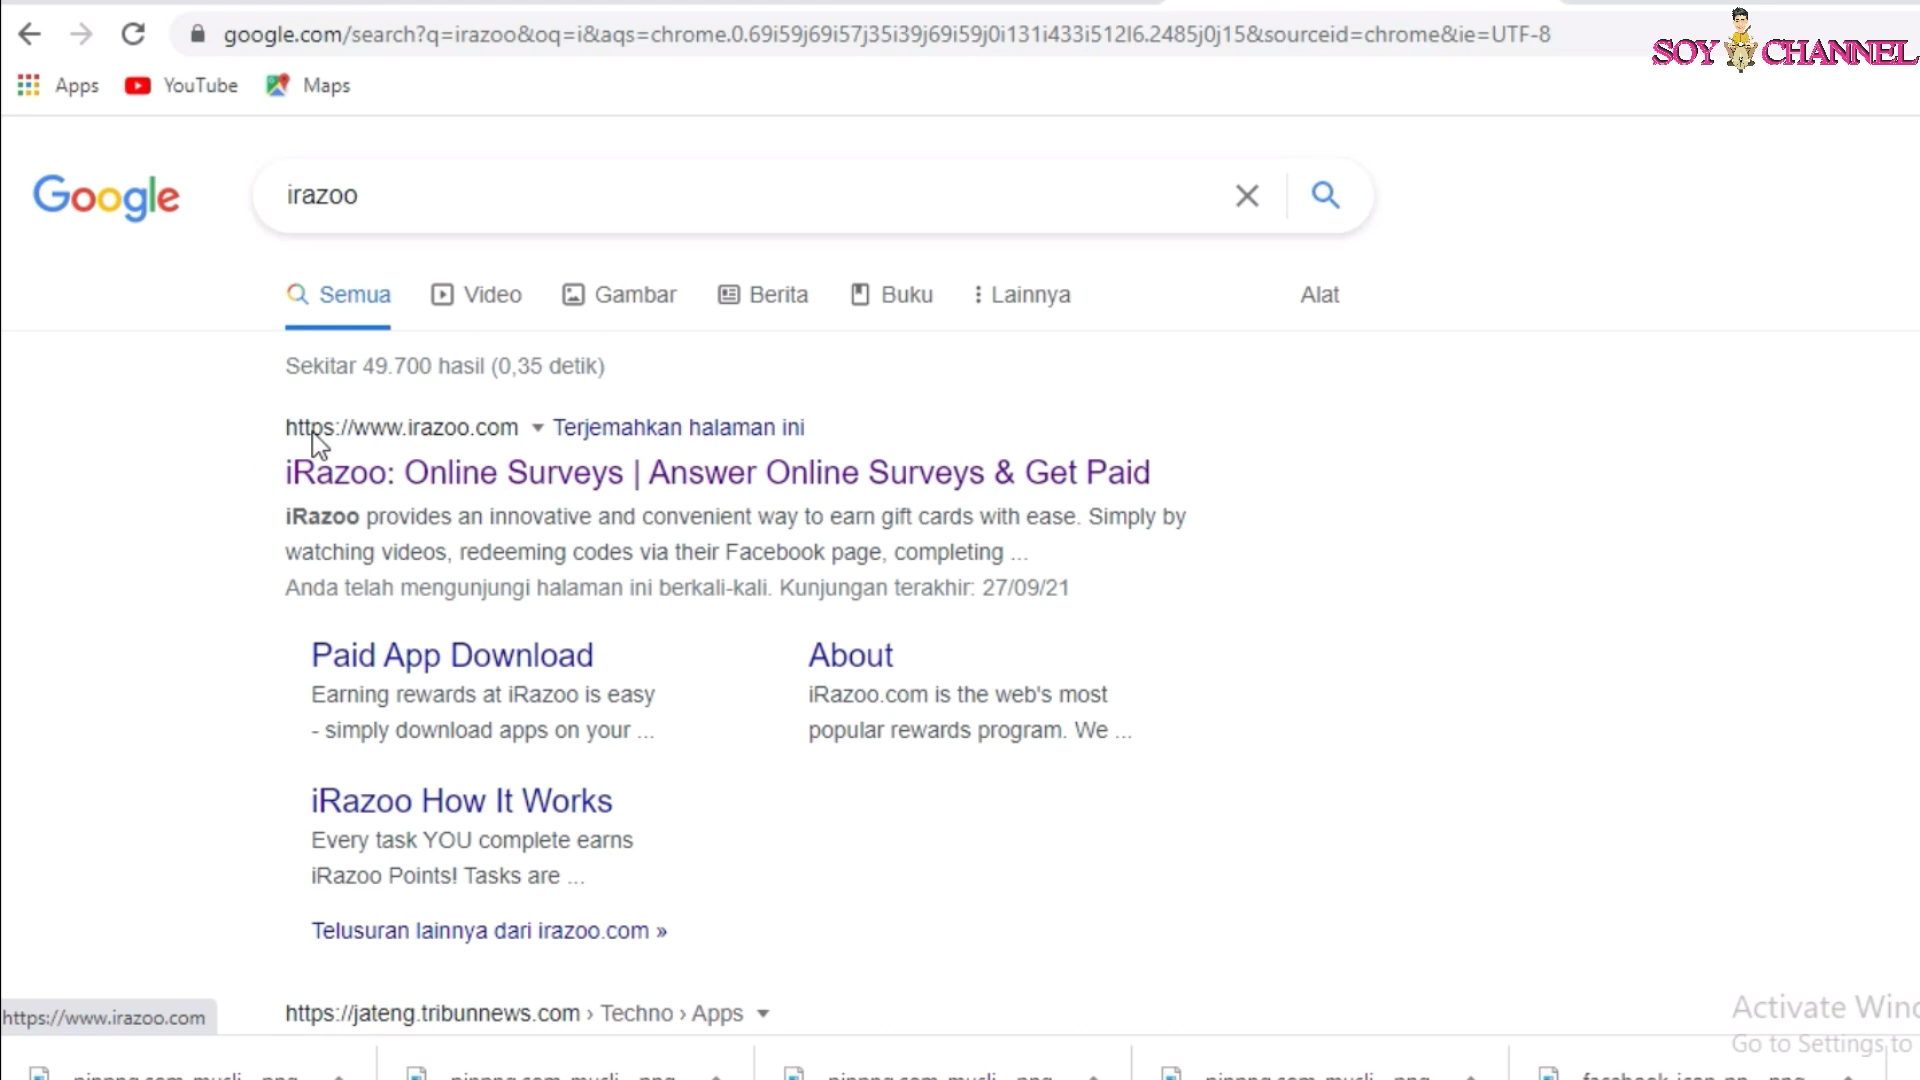 google.com/search?q=irazoo&oq=i&aqs=chrome.0.69i59j69i57j35i39j69i59j0i131i433i512l6.2485j0j15&sourceid=chrome&ie=UTF-8
SOY CHANNEL
Apps YouTube Maps
Google irazoo
Semua Video Gambar Berita Buku Lainnya Alat
Sekitar 49.700 hasil (0,35 detik)
https://www.irazoo.com Terjemahkan halaman ini
iRazoo: Online Surveys | Answer Online Surveys & Get Paid
iRazoo provides an innovative and convenient way to earn gift cards with ease. Simply by
watching videos, redeeming codes via their Facebook page, completing ...
Anda telah mengunjungi halaman ini berkali-kali. Kunjungan terakhir: 27/09/21
Paid App Download
Earning rewards at iRazoo is easy
- simply download apps on your ...
About
iRazoo.com is the web's most
popular rewards program. We ...
iRazoo How It Works
Every task YOU complete earns
iRazoo Points! Tasks are ...
Telusuran lainnya dari irazoo.com »
https://jateng.tribunnews.com › Techno › Apps
https://www.irazoo.com
Activate Wind
Go to Settings to